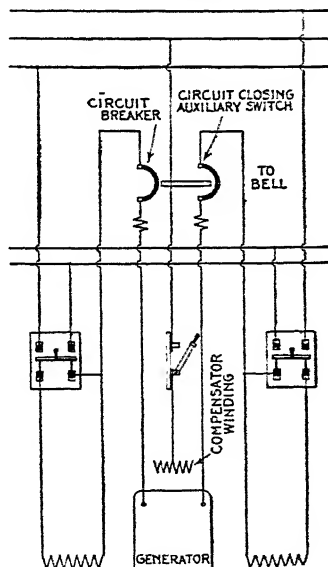 CIRCUIT
BREAKER
CIRCUIT CLOSING
AUXILIARY SWITCH
TO
BELL
COMPENSATOR
WINDING
GENERATOR